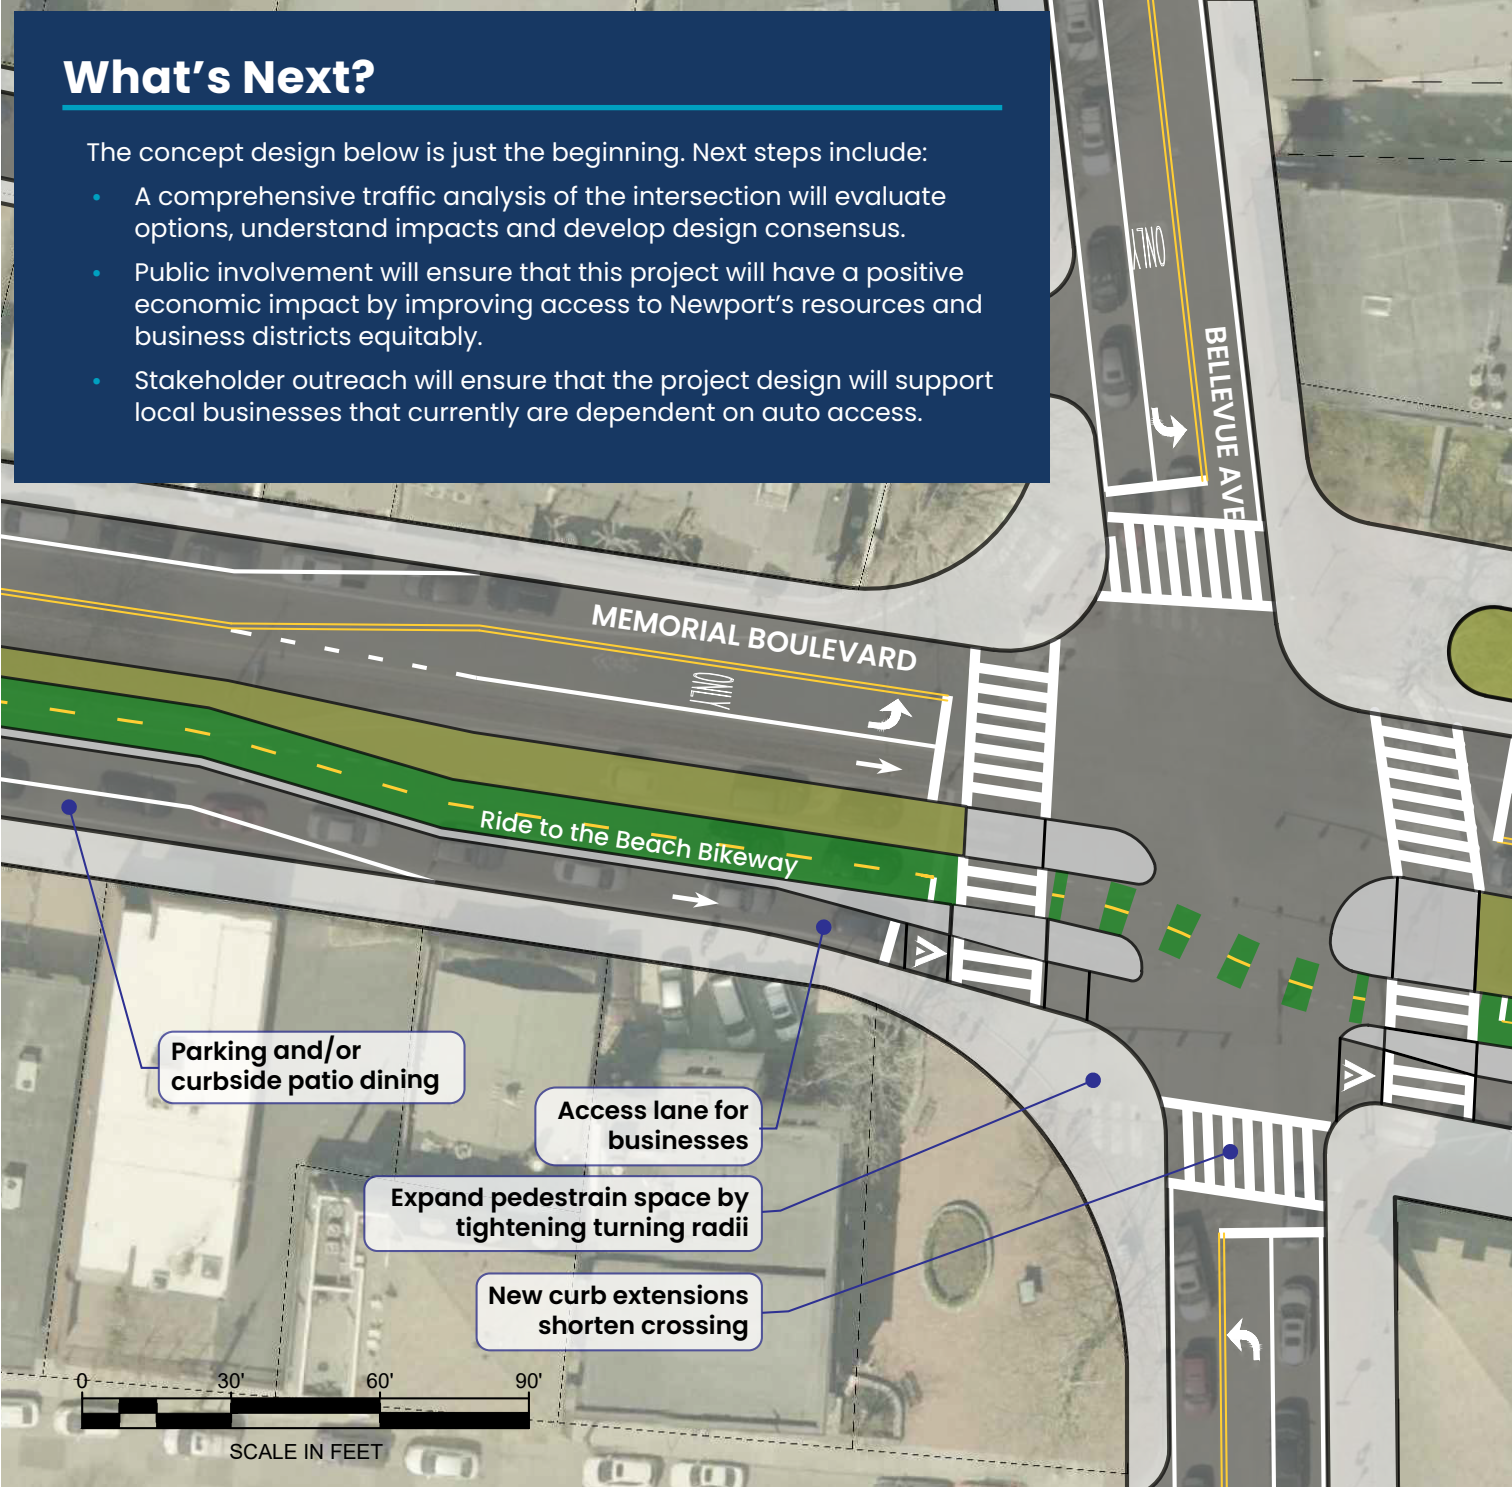 What's Next?
The concept design below is just the beginning. Next steps include:
• A comprehensive traffic analysis of the intersection will evaluate
options, understand impacts and develop design consensus.
• Public involvement will ensure that this project will have a positive
economic impact by improving access to Newport's resources and
business districts equitably.
• Stakeholder outreach will ensure that the project design will support
local businesses that currently are dependent on auto access.
ONLY
BELLEVUE AVE
MEMORIAL BOULEVARD
ONLY
Ride to the Beach Bikeway
Parking and/or
curbside patio dining
Access lane for
businesses
Expand pedestrain space by
tightening turning radii
New curb extensions
shorten crossing
0 30' 60' 90'
SCALE IN FEET